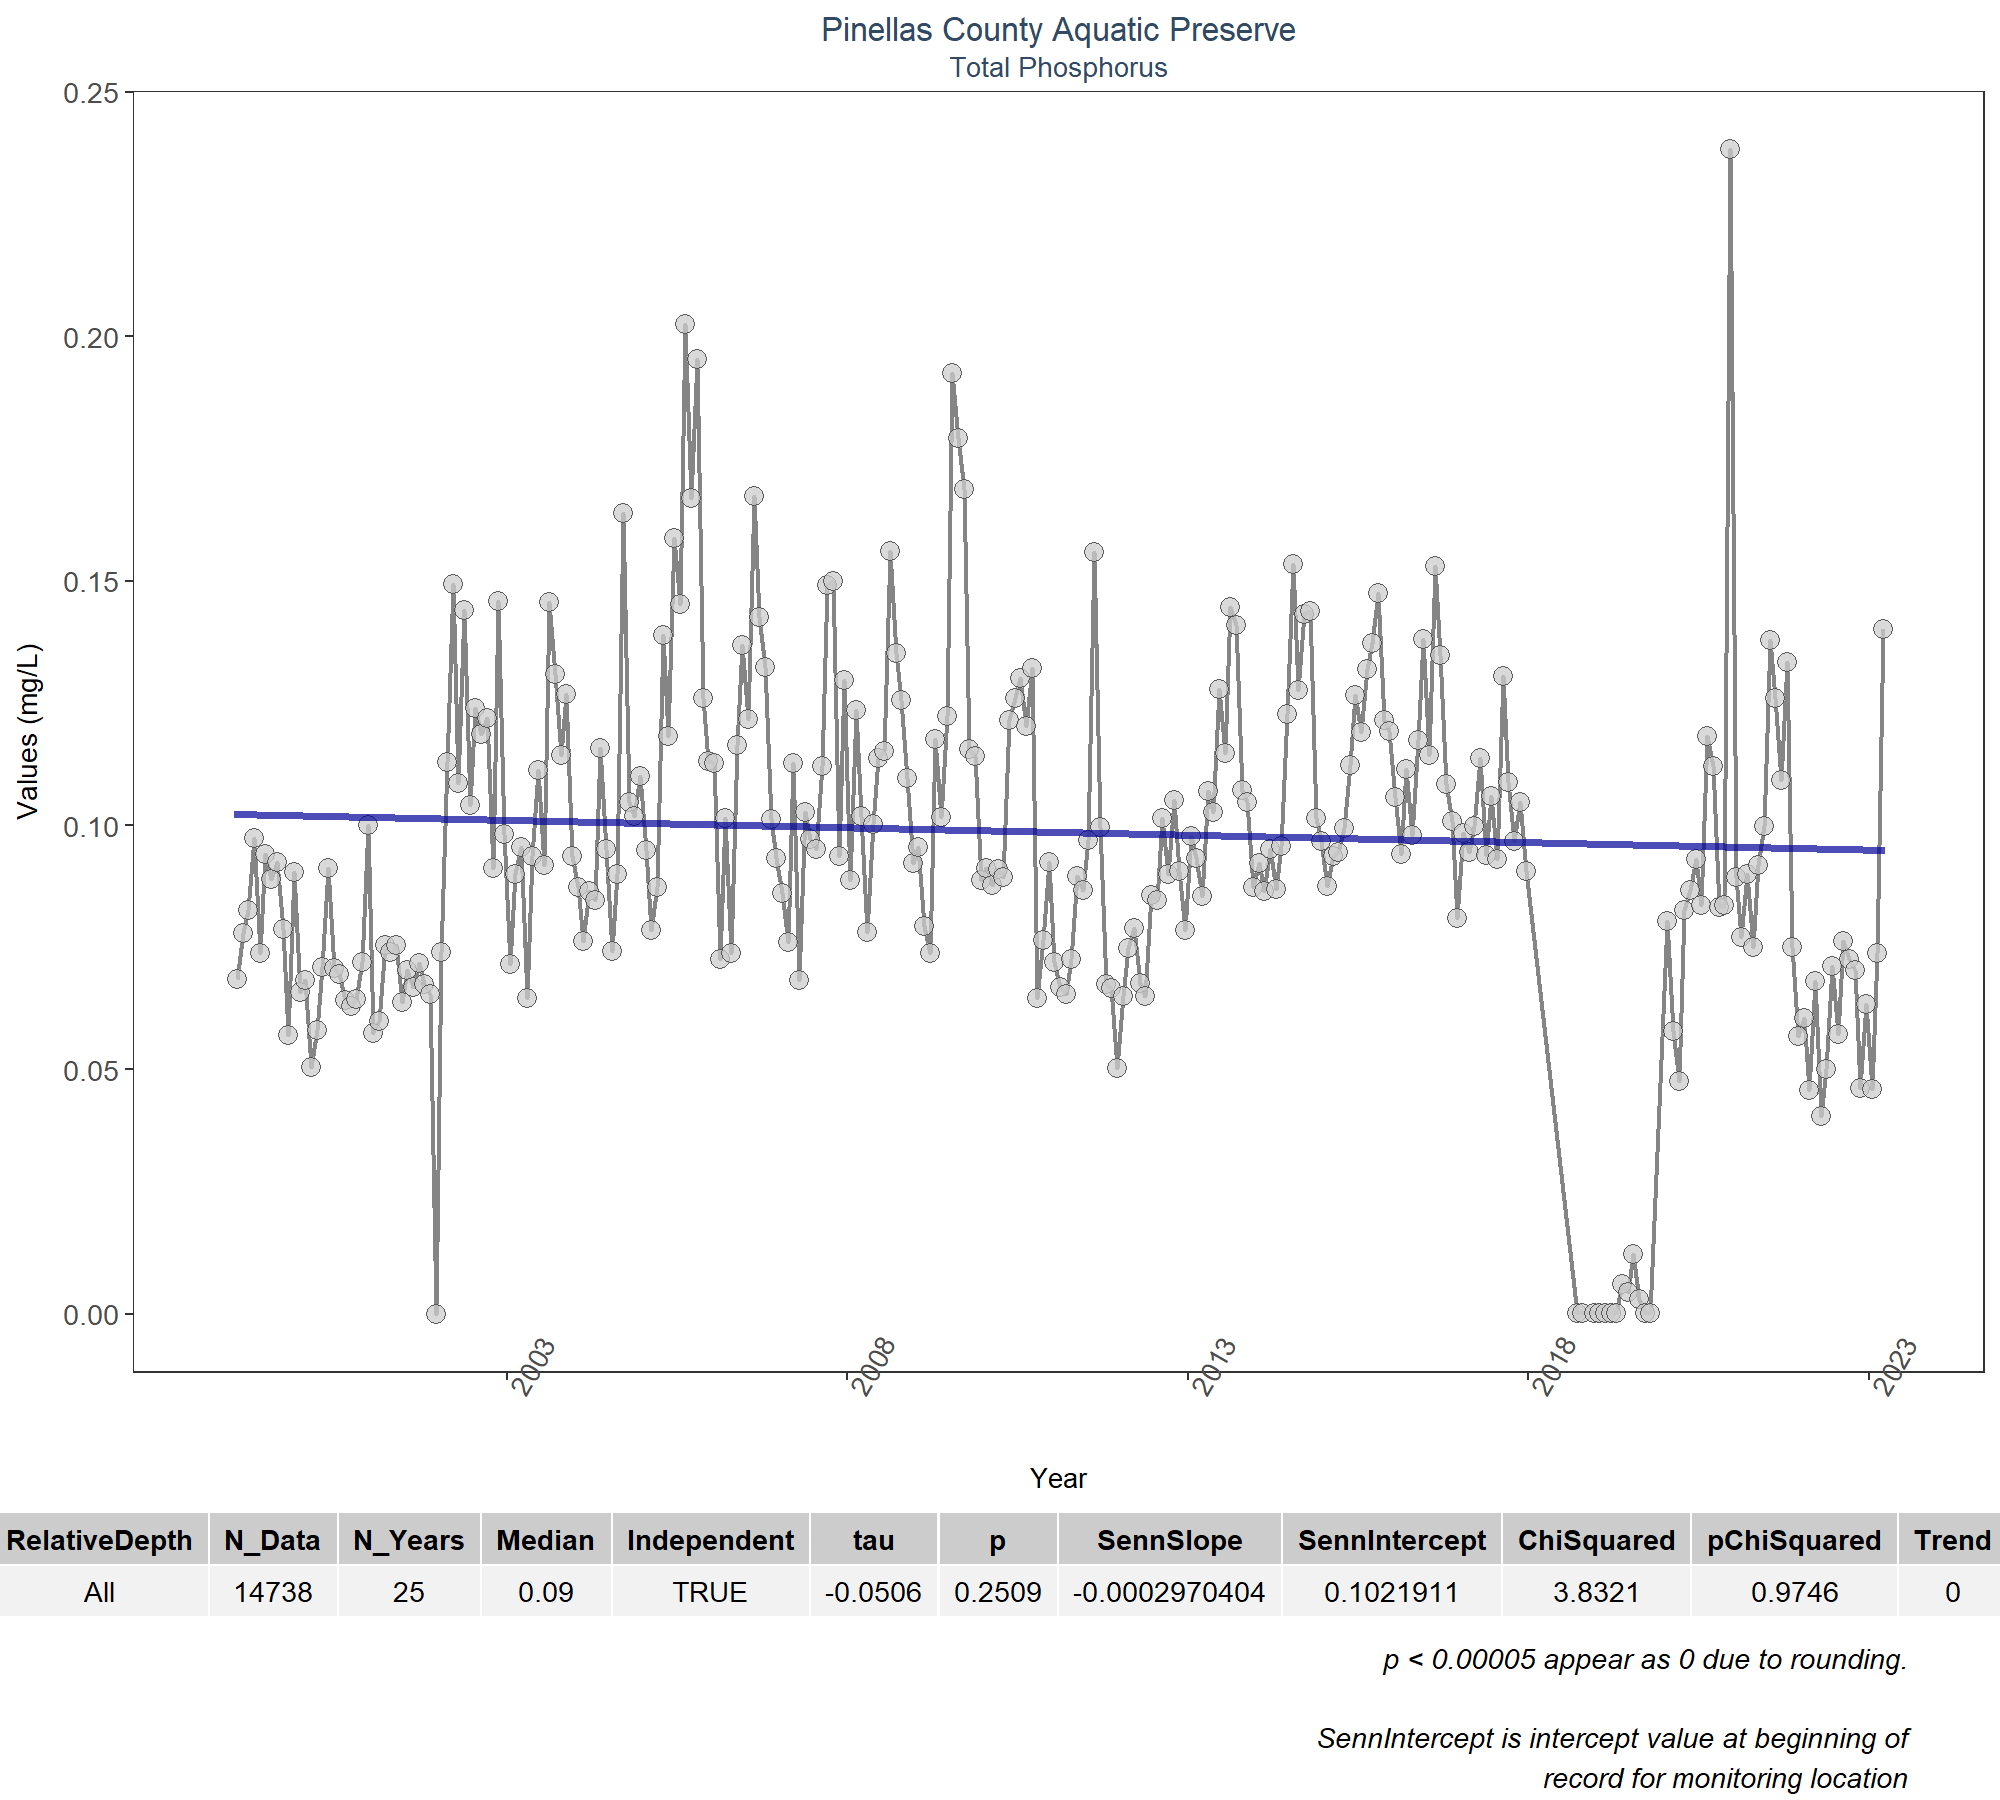 Pinellas County Aquatic Preserve
Total Phosphorus
0.25
0.20
0.15
0.10
0.05
0.00
Values (mg/L)
2003 2008 2013 2018 2023
Year
RelativeDepth N_Data N_Years Median Independent tau p SennSlope SennIntercept ChiSquared pChiSquared Trend
All 14738 25 0.09 TRUE -0.0506 0.2509 -0.0002970404 0.1021911 3.8321 0.9746 0
p < 0.00005 appear as 0 due to rounding.
SennIntercept is intercept value at beginning of
record for monitoring location